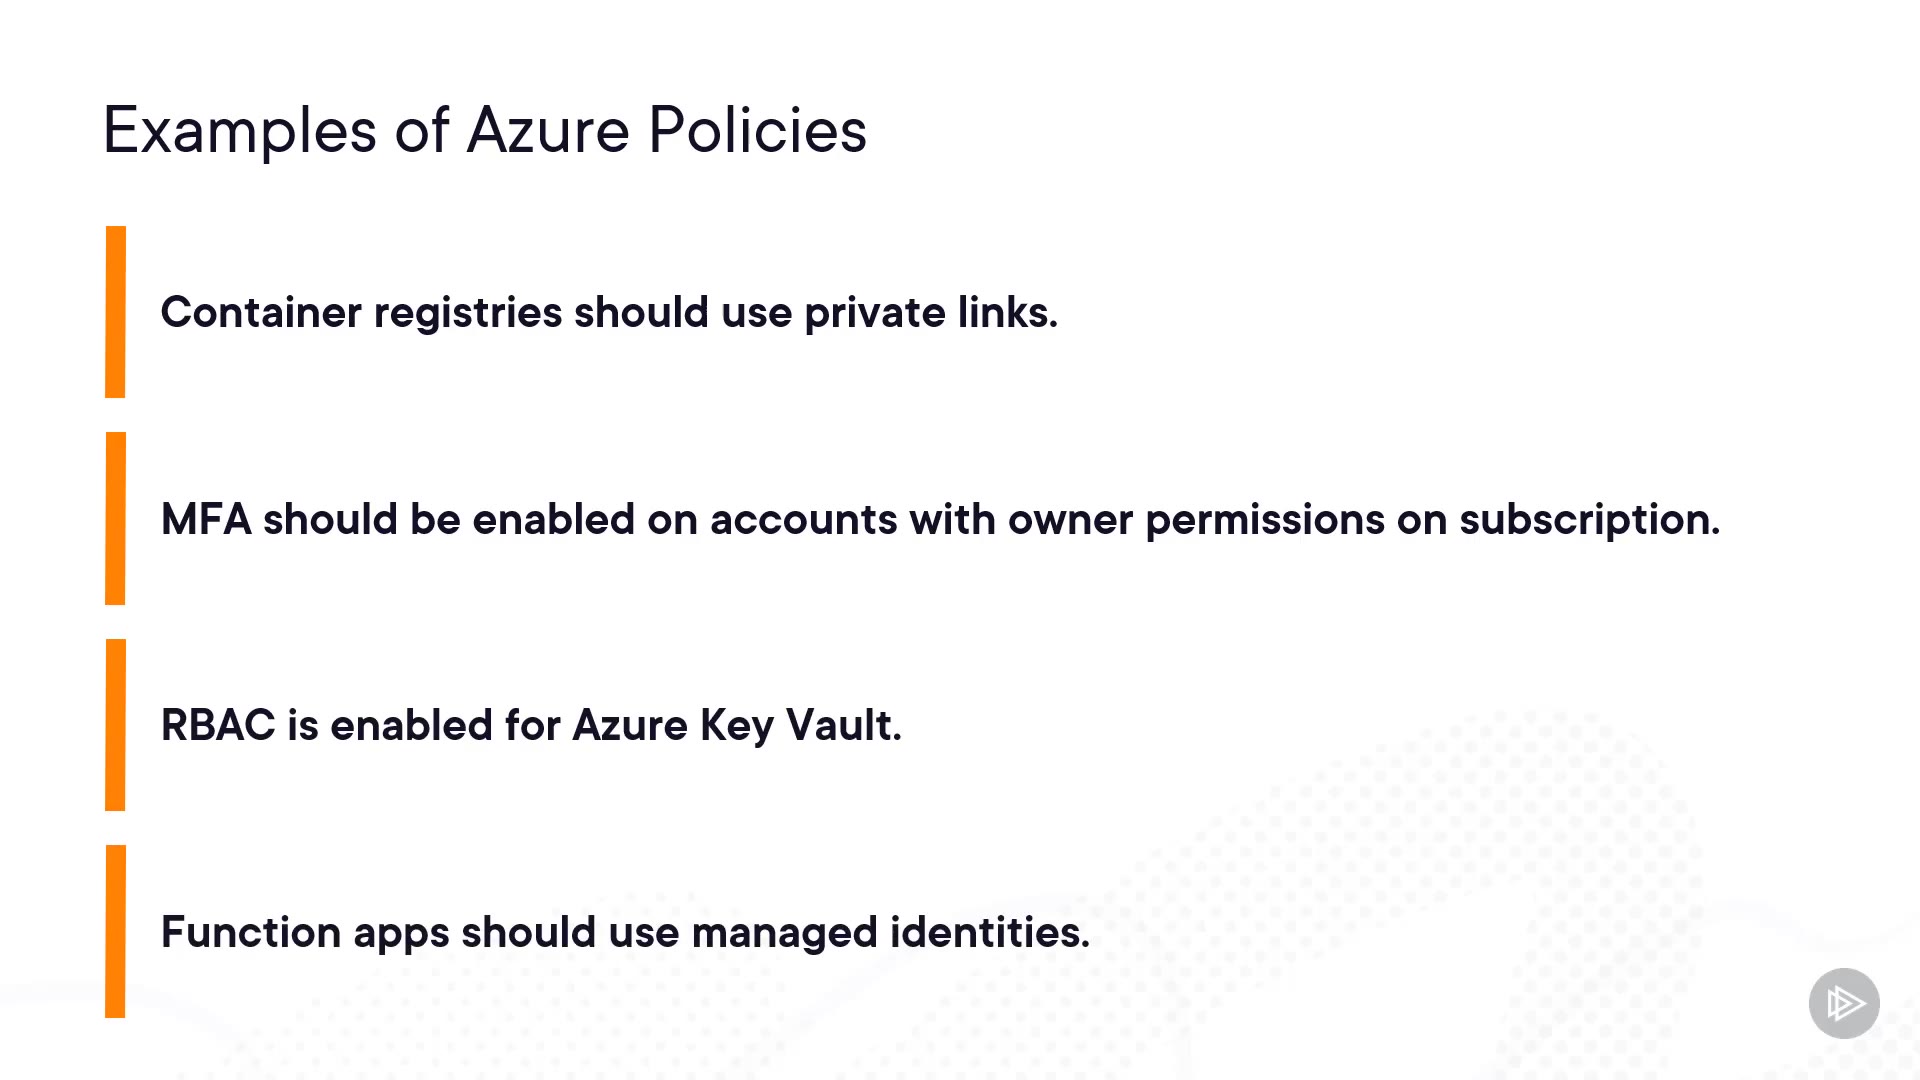 Examples of Azure Policies
Container registries should use private links.
MFA should be enabled on accounts with owner permissions on subscription.
RBAC is enabled for Azure Key Vault.
Function apps should use managed identities.